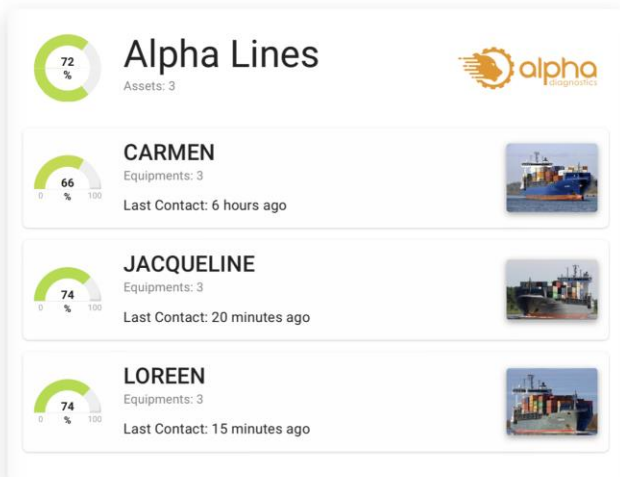 72
%
Alpha Lines
Assets: 3
alpha
diagnostics
66
%
0
100
CARMEN
Equipments: 3
Last Contact: 6 hours ago
74
%
0
100
JACQUELINE
Equipments: 3
Last Contact: 20 minutes ago
74
%
0
100
LOREEN
Equipments: 3
Last Contact: 15 minutes ago